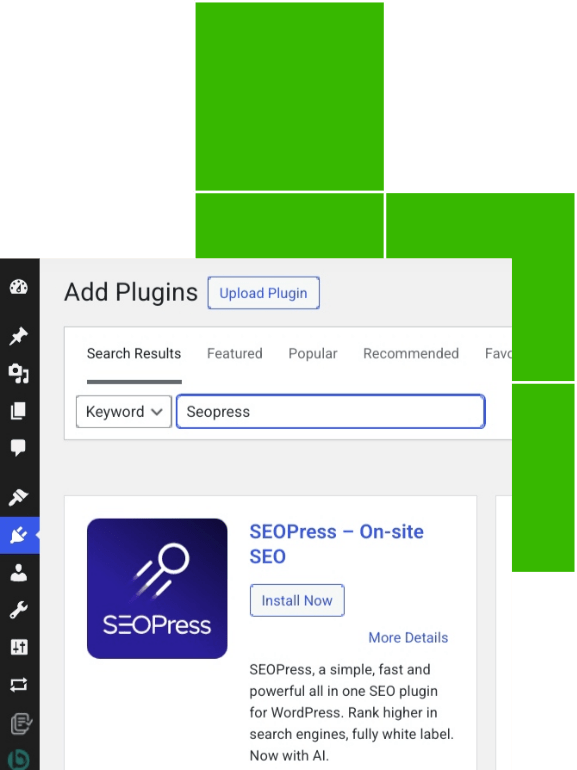 Add Plugins
Upload Plugin
Search Results
Featured
Popular
Recommended
Favo
Keyword
Seopress
SEOPress – On-site
SEO
SEOPress
Install Now
More Details
SEOPress, a simple, fast and
powerful all in one SEO plugin
for WordPress. Rank higher in
search engines, fully white label.
Now with AI.